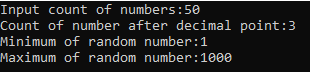 Input count of numbers:50
Count of number after decimal point:3
Minimum of random number:1
Maximum of random number:1000